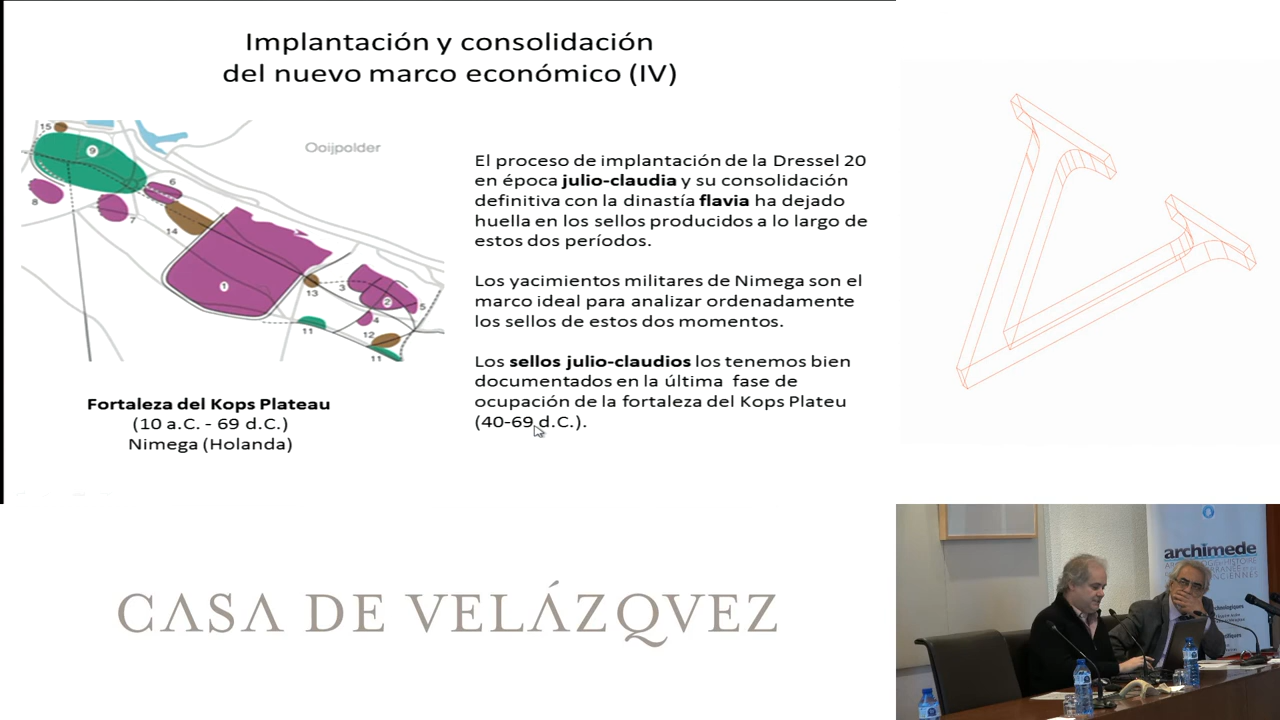 Implantación y consolidación
del nuevo marco económico (IV)
Ooijpolder
15
9
8
7
6
14
1
13
3
2
5
4
11
12
11
Fortaleza del Kops Plateau
(10 a.C. - 69 d.C.)
Nimega (Holanda)
El proceso de implantación de la Dressel 20
en época julio-claudia y su consolidación
definitiva con la dinastía flavia ha dejado
huella en los sellos producidos a lo largo de
estos dos períodos.
Los yacimientos militares de Nimega son el
marco ideal para analizar ordenadamente
los sellos de estos dos momentos.
Los sellos julio-claudios los tenemos bien
documentados en la última fase de
ocupación de la fortaleza del Kops Plateu
(40-69 d.C.).
CASA DE VELÁZQVEZ
archimede